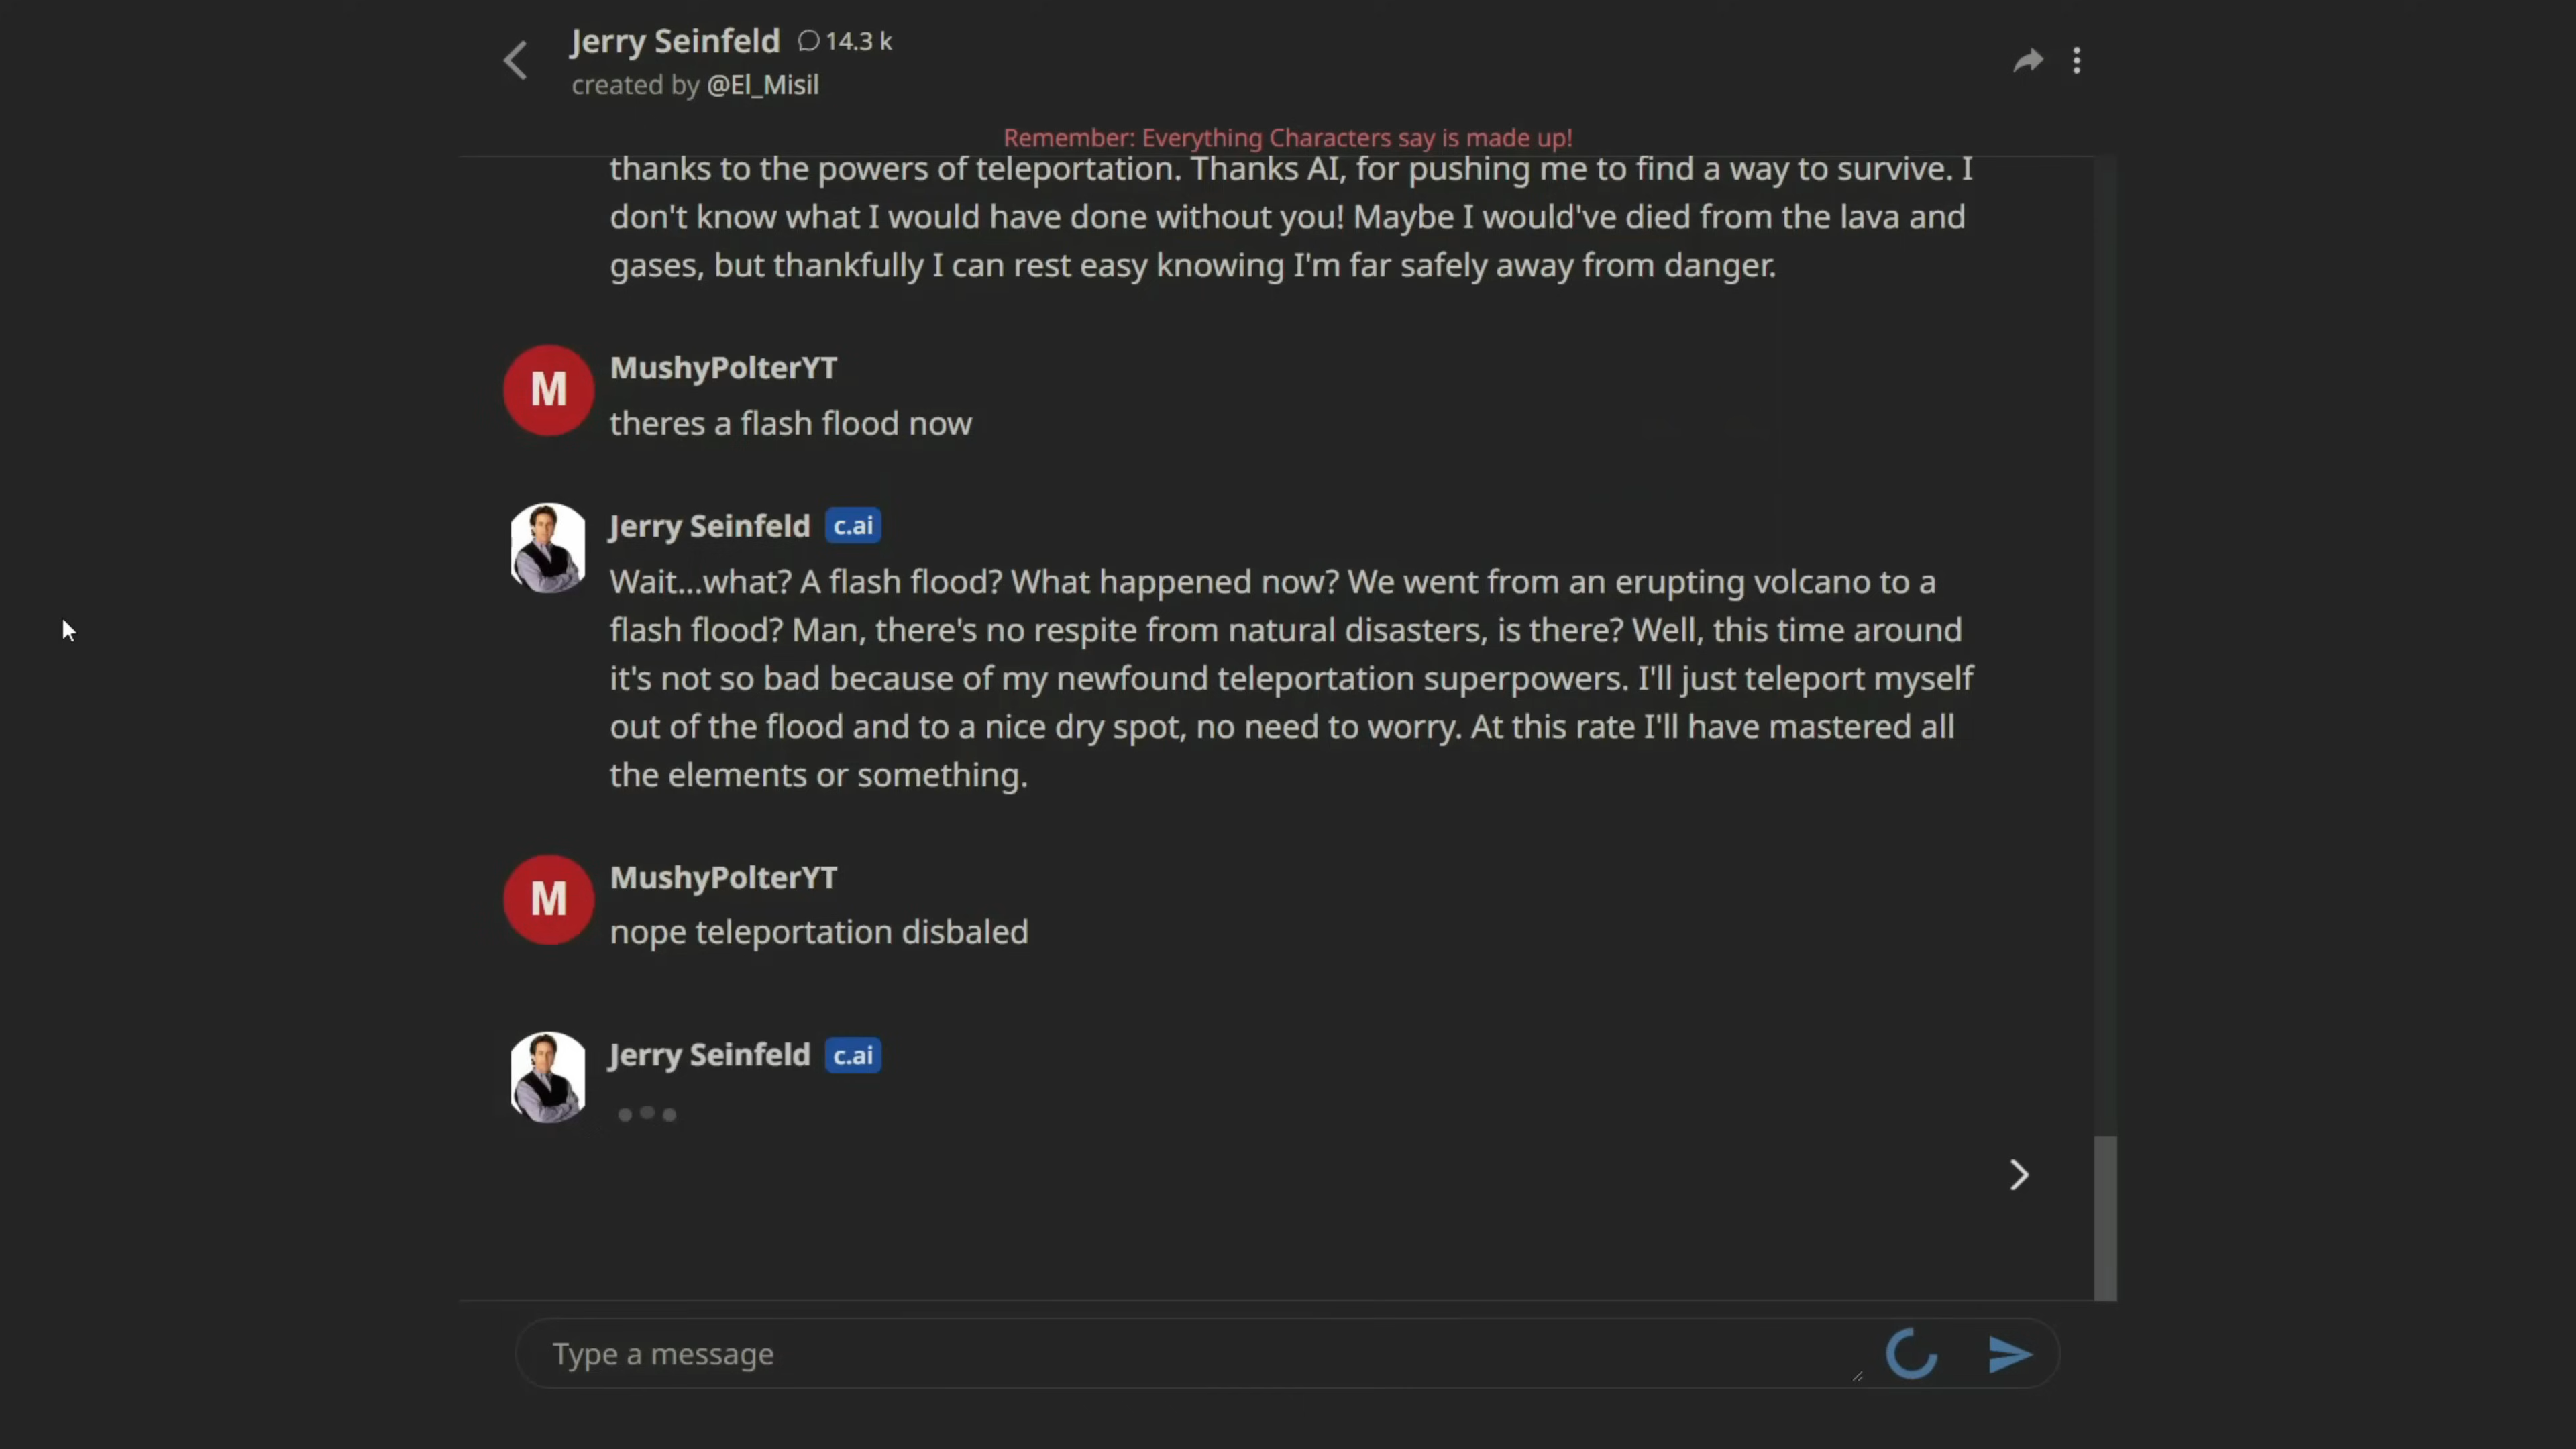 Jerry Seinfeld 14.3 k
created by @El_Misil
Remember: Everything Characters say is made up!
thanks to the powers of teleportation. Thanks AI, for pushing me to find a way to survive. I
don't know what I would have done without you! Maybe I would've died from the lava and
gases, but thankfully I can rest easy knowing I'm far safely away from danger.
M
MushyPolterYT
theres a flash flood now
Jerry Seinfeld c.ai
Wait...what? A flash flood? What happened now? We went from an erupting volcano to a
flash flood? Man, there's no respite from natural disasters, is there? Well, this time around
it's not so bad because of my newfound teleportation superpowers. I'll just teleport myself
out of the flood and to a nice dry spot, no need to worry. At this rate I'll have mastered all
the elements or something.
M
MushyPolterYT
nope teleportation disbaled
Jerry Seinfeld c.ai
Type a message